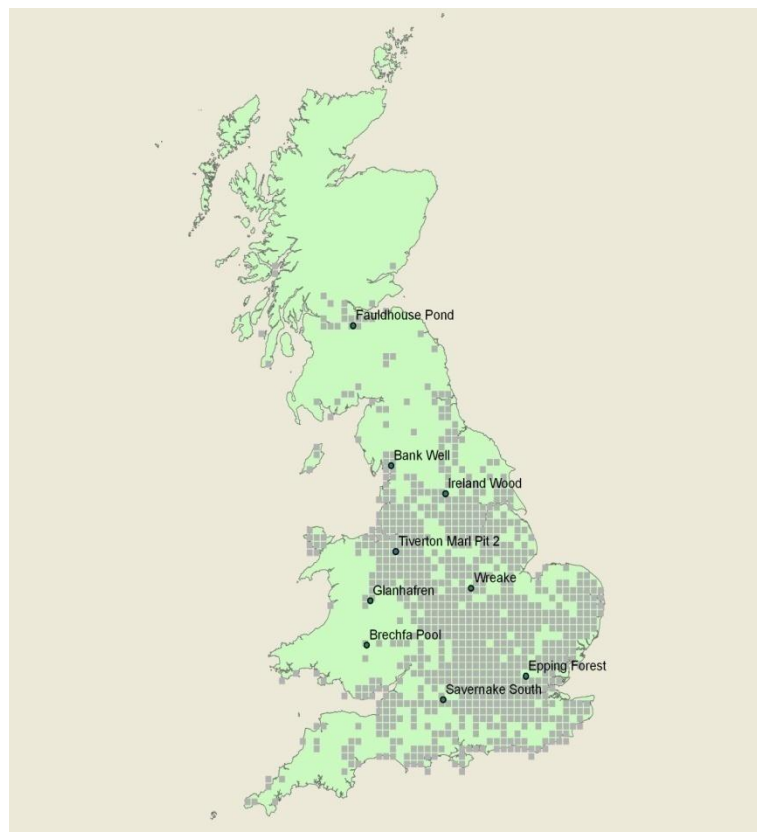 Fauldhouse Pond
Bank Well
Ireland Wood
Tiverton Marl Pit 2
Wreake
Glanhafren
Brechfa Pool
Epping Forest
Savernake South